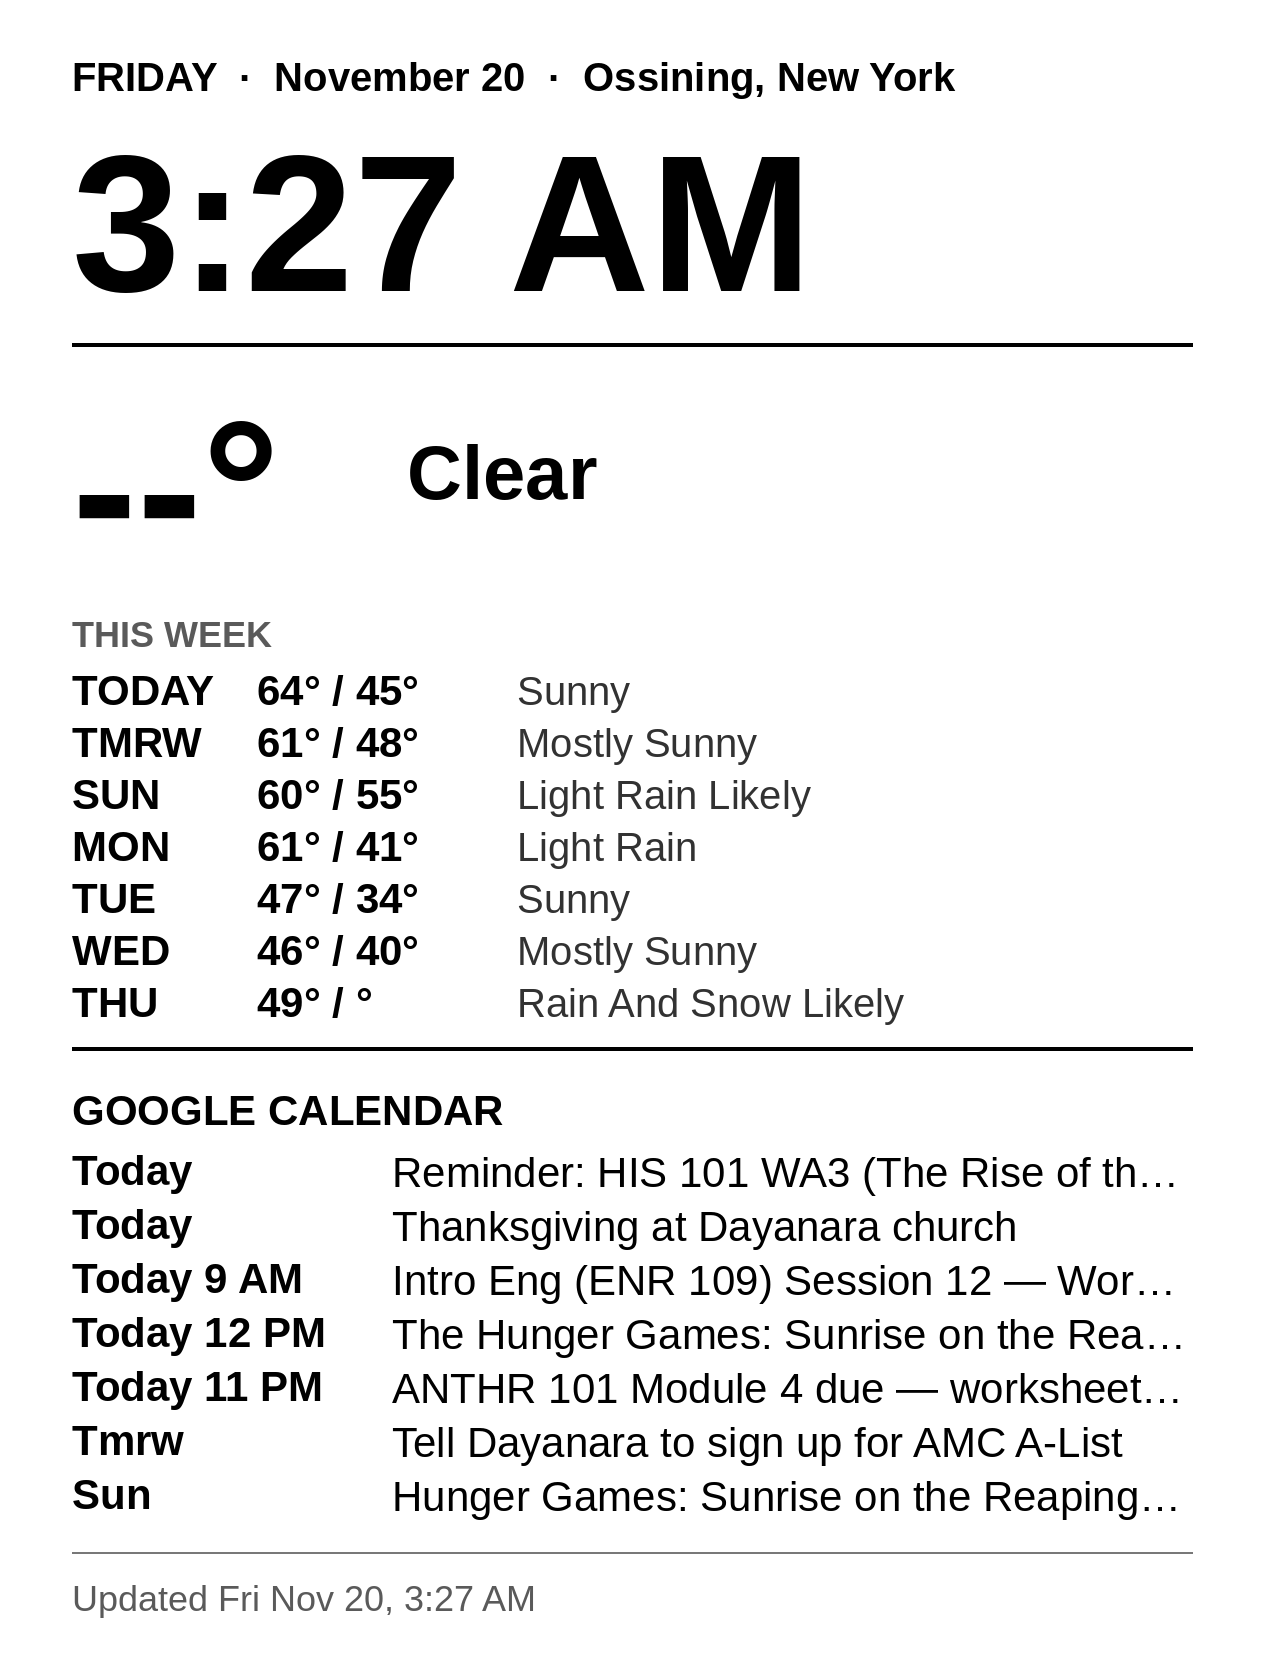 FRIDAY · November 20 · Ossining, New York
3:27 AM
--° Clear
THIS WEEK
TODAY 64° / 45° Sunny
TMRW 61° / 48° Mostly Sunny
SUN 60° / 55° Light Rain Likely
MON 61° / 41° Light Rain
TUE 47° / 34° Sunny
WED 46° / 40° Mostly Sunny
THU 49° / ° Rain And Snow Likely
GOOGLE CALENDAR
Today Reminder: HIS 101 WA3 (The Rise of th…
Today Thanksgiving at Dayanara church
Today 9 AM Intro Eng (ENR 109) Session 12 — Wor…
Today 12 PM The Hunger Games: Sunrise on the Rea…
Today 11 PM ANTHR 101 Module 4 due — worksheet…
Tmrw Tell Dayanara to sign up for AMC A-List
Sun Hunger Games: Sunrise on the Reaping…
Updated Fri Nov 20, 3:27 AM